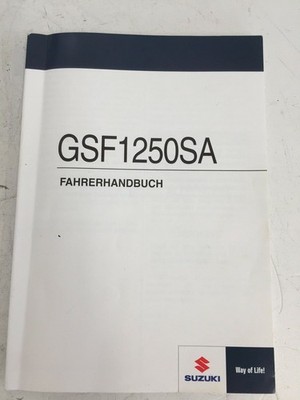 GSF1250SA
FAHRERHANDBUCH
SUZUKI
Way of Life!